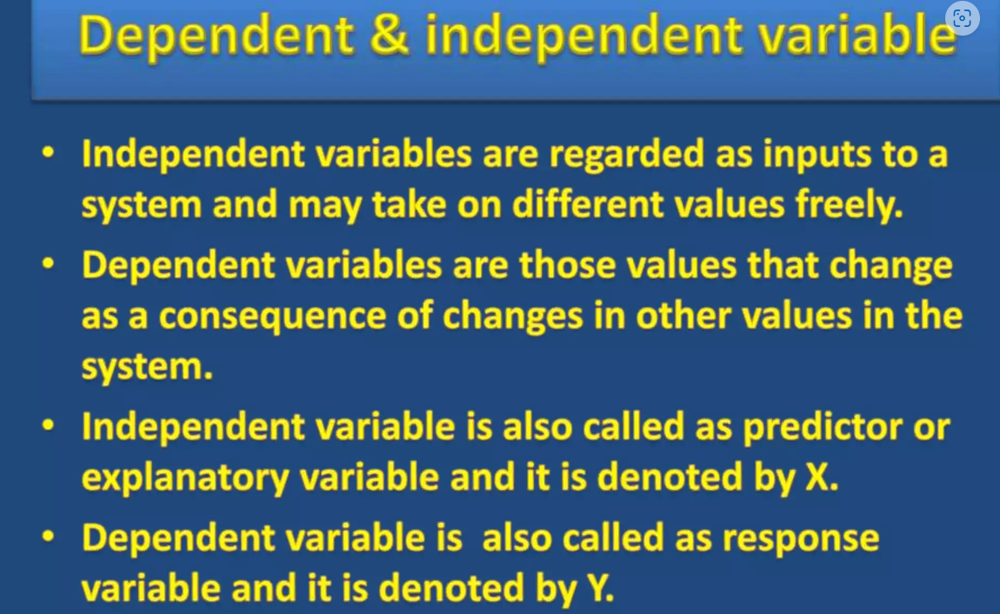 Dependent & independent variable
• Independent variables are regarded as inputs to a
system and may take on different values freely.
• Dependent variables are those values that change
as a consequence of changes in other values in the
system.
• Independent variable is also called as predictor or
explanatory variable and it is denoted by X.
• Dependent variable is  also called as response
variable and it is denoted by Y.